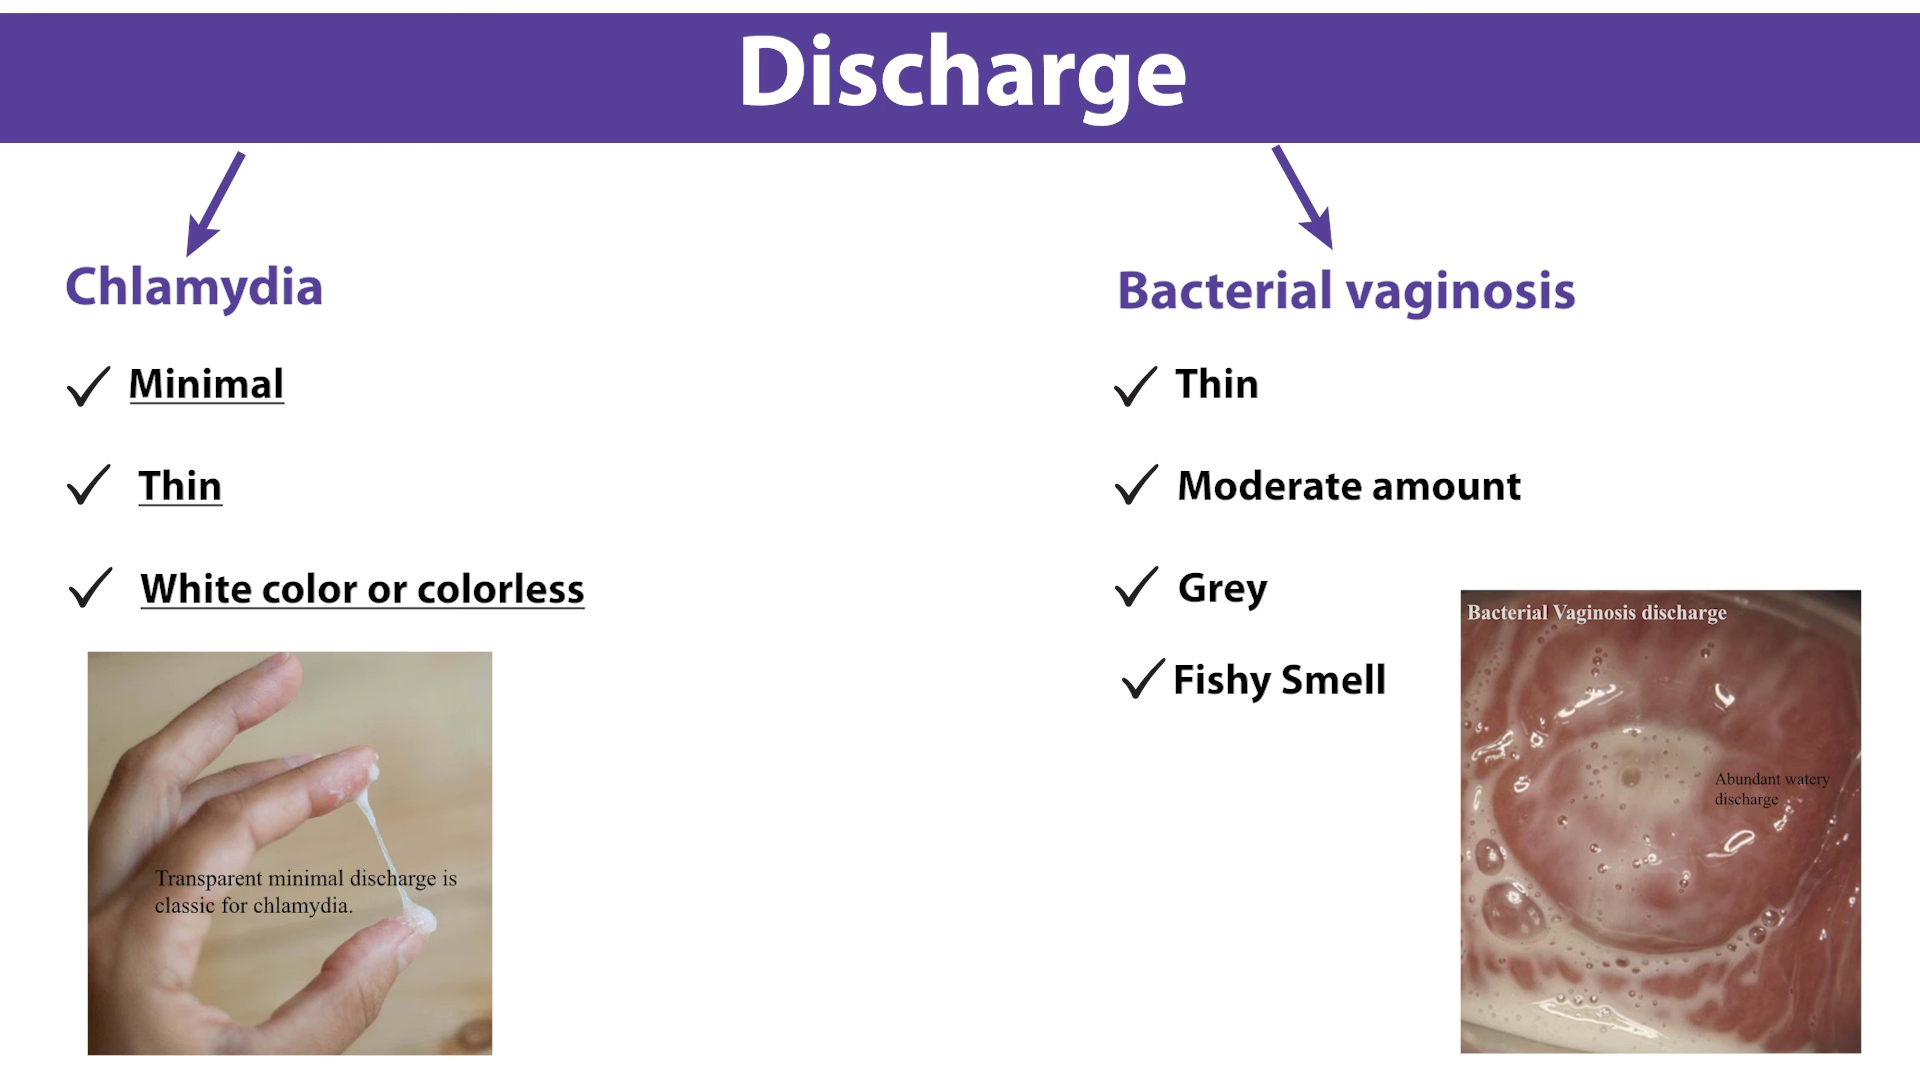 Discharge
Chlamydia
Minimal
Thin
White color or colorless
Transparent minimal discharge is
classic for chlamydia.
Bacterial vaginosis
Thin
Moderate amount
Grey
Fishy Smell
Bacterial Vaginosis discharge
Abundant watery
discharge